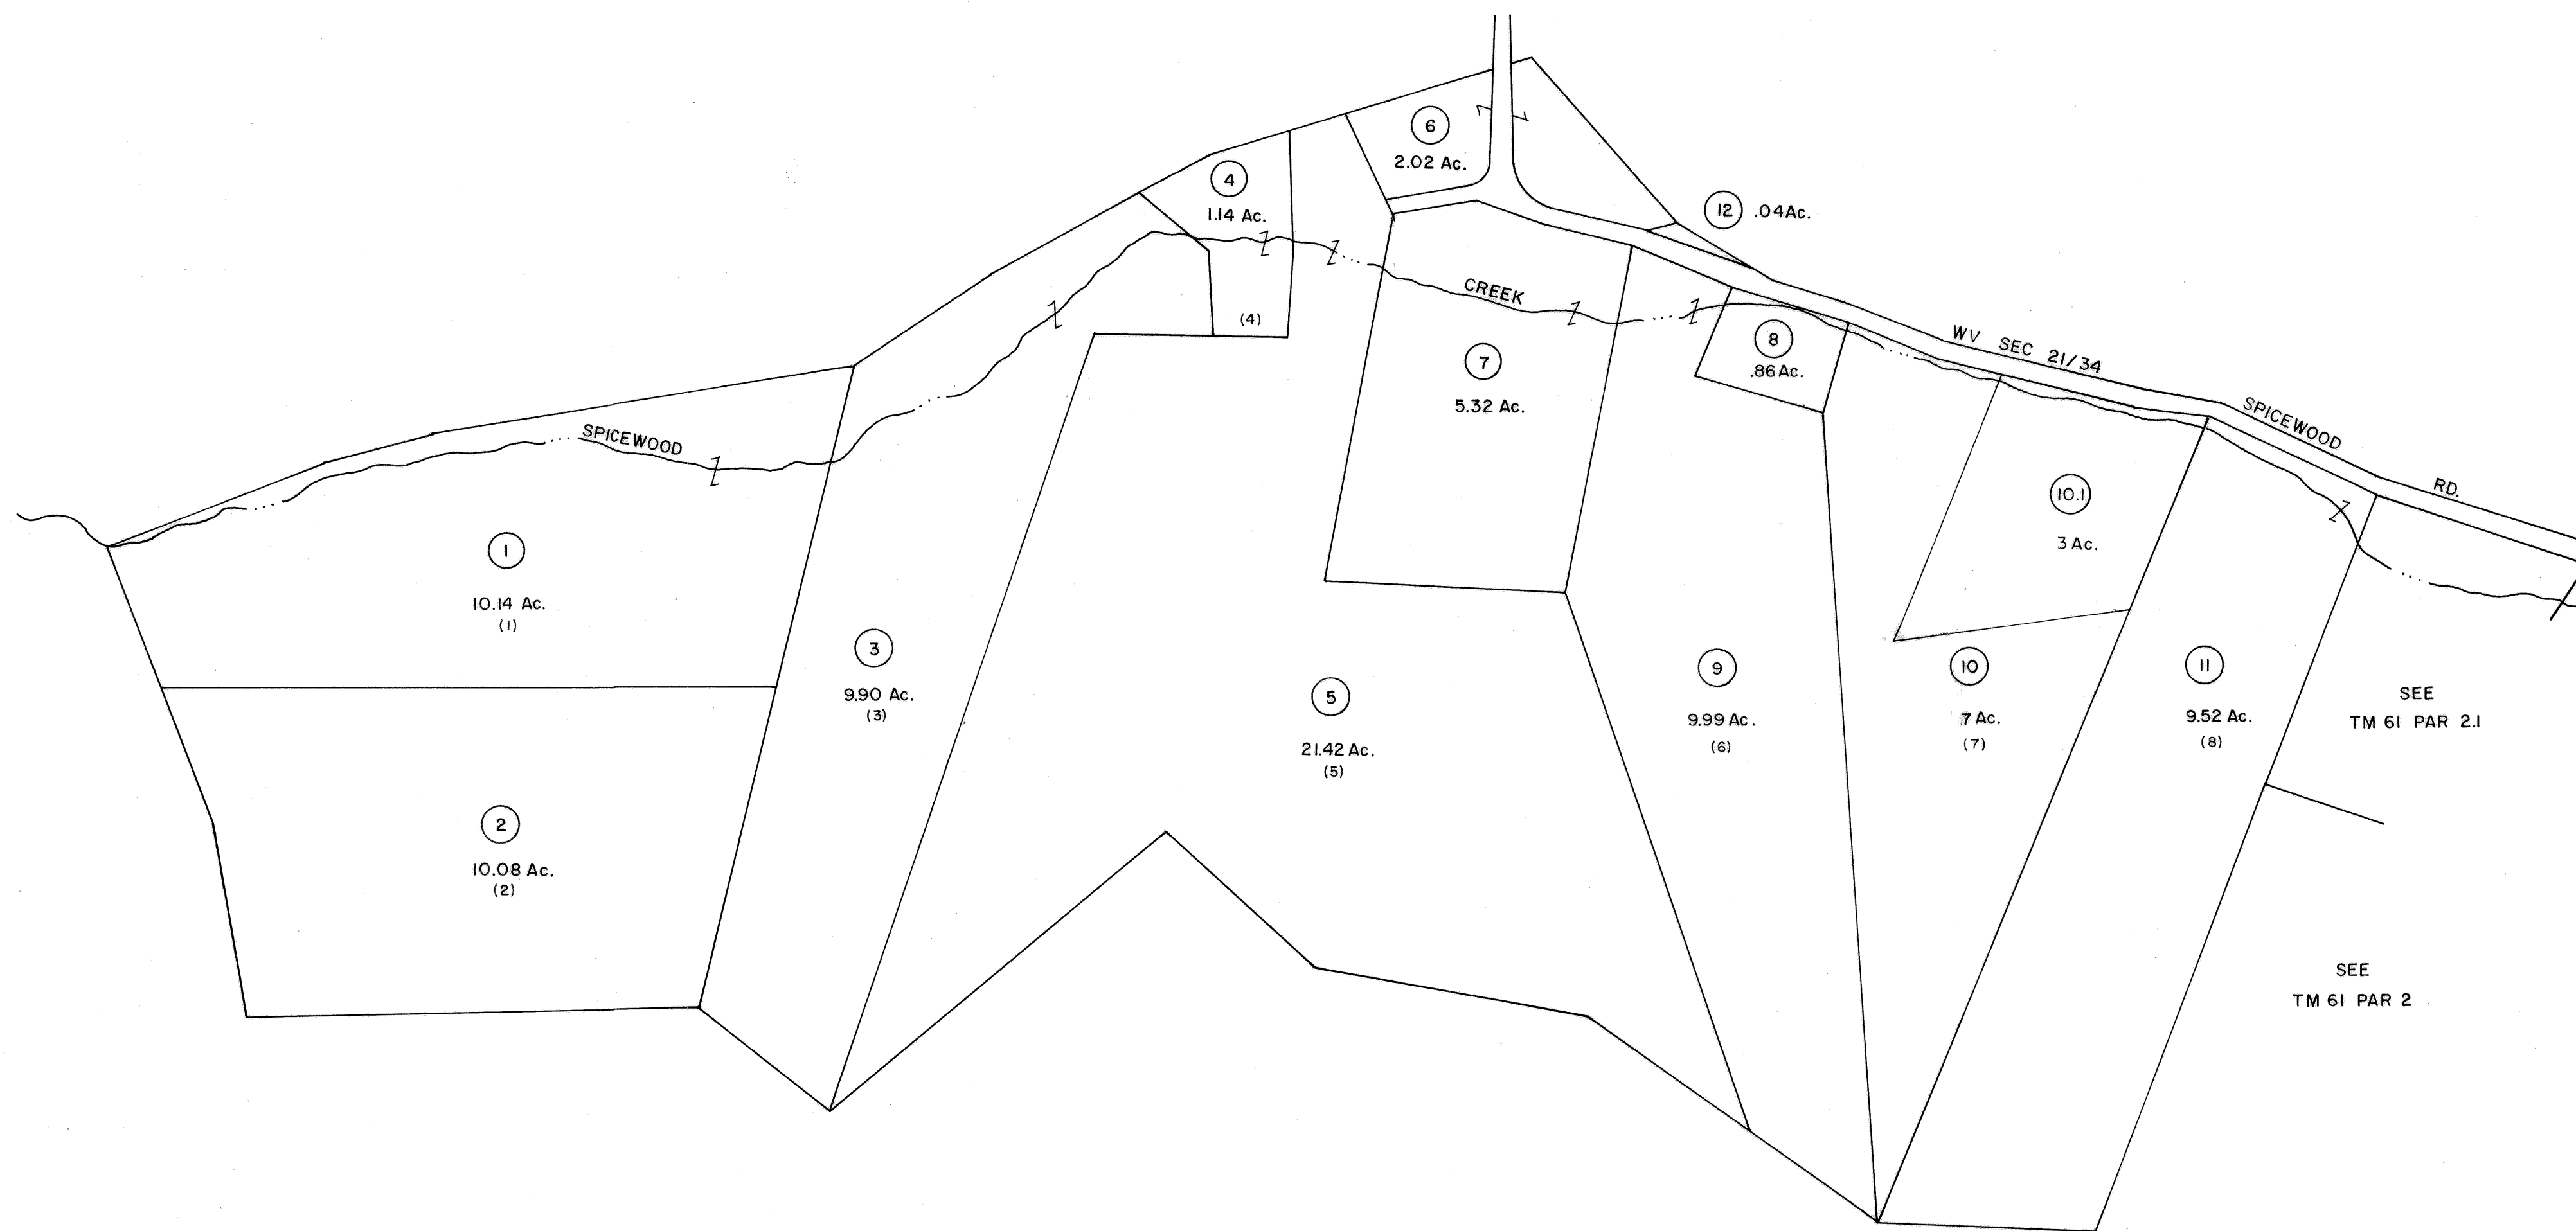 6
2.02 Ac.
4
1.14 Ac.
(4)
12 .04Ac.
CREEK
WV SEC 21/34
SPICEWOOD
RD.
8
.86 Ac.
7
5.32 Ac.
SPICEWOOD
10.1
3 Ac.
1
10.14 Ac.
(1)
3
9.90 Ac.
(3)
5
21.42 Ac.
(5)
9
9.99 Ac.
(6)
10
7 Ac.
(7)
11
9.52 Ac.
(8)
SEE
TM 61 PAR 2.1
2
10.08 Ac.
(2)
SEE
TM 61 PAR 2